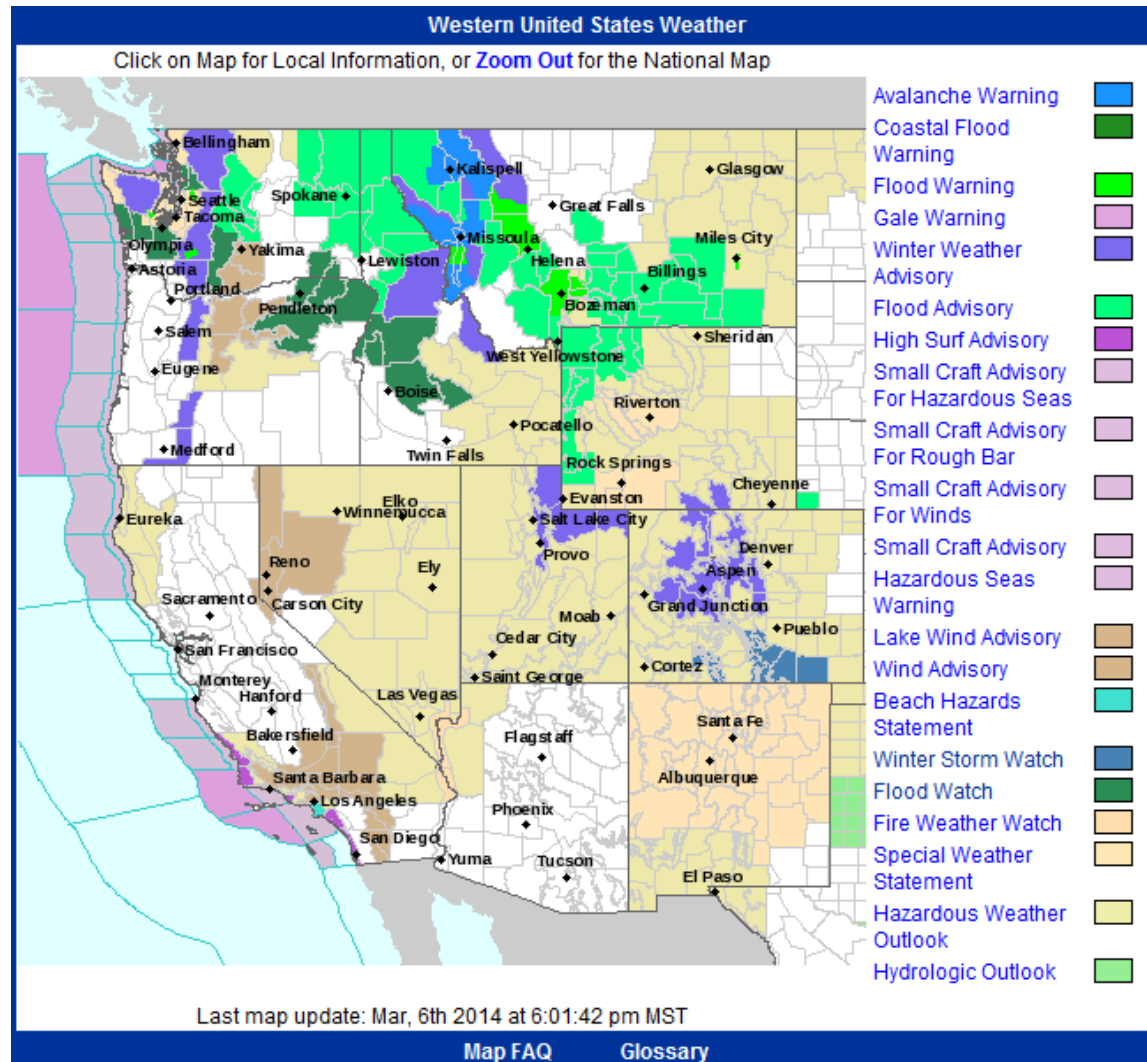 Western United States Weather
Click on Map for Local Information, or Zoom Out for the National Map
Bellingham
Seattle
Tacoma
Olympia
Astoria
Portland
Salem
Eugene
Medford
Spokane
Yakima
Pendleton
Lewiston
Kalispell
Missoula
Great Falls
Helena
Bozeman
Billings
Glasgow
Miles City
West Yellowstone
Sheridan
Boise
Twin Falls
Pocatello
Riverton
Rock Springs
Evanston
Cheyenne
Eureka
Winnemucca
Elko
Reno
Carson City
Ely
Sacramento
San Francisco
Monterey
Hanford
Bakersfield
Las Vegas
Salt Lake City
Provo
Moab
Cedar City
Saint George
Denver
Aspen
Grand Junction
Pueblo
Cortez
Santa Barbara
Los Angeles
San Diego
Yuma
Flagstaff
Phoenix
Tucson
Santa Fe
Albuquerque
El Paso
Avalanche Warning
Coastal Flood
Warning
Flood Warning
Gale Warning
Winter Weather
Advisory
Flood Advisory
High Surf Advisory
Small Craft Advisory
For Hazardous Seas
Small Craft Advisory
For Rough Bar
Small Craft Advisory
For Winds
Small Craft Advisory
Hazardous Seas
Warning
Lake Wind Advisory
Wind Advisory
Beach Hazards
Statement
Winter Storm Watch
Flood Watch
Fire Weather Watch
Special Weather
Statement
Hazardous Weather
Outlook
Hydrologic Outlook
Last map update: Mar, 6th 2014 at 6:01:42 pm MST
Map FAQ Glossary